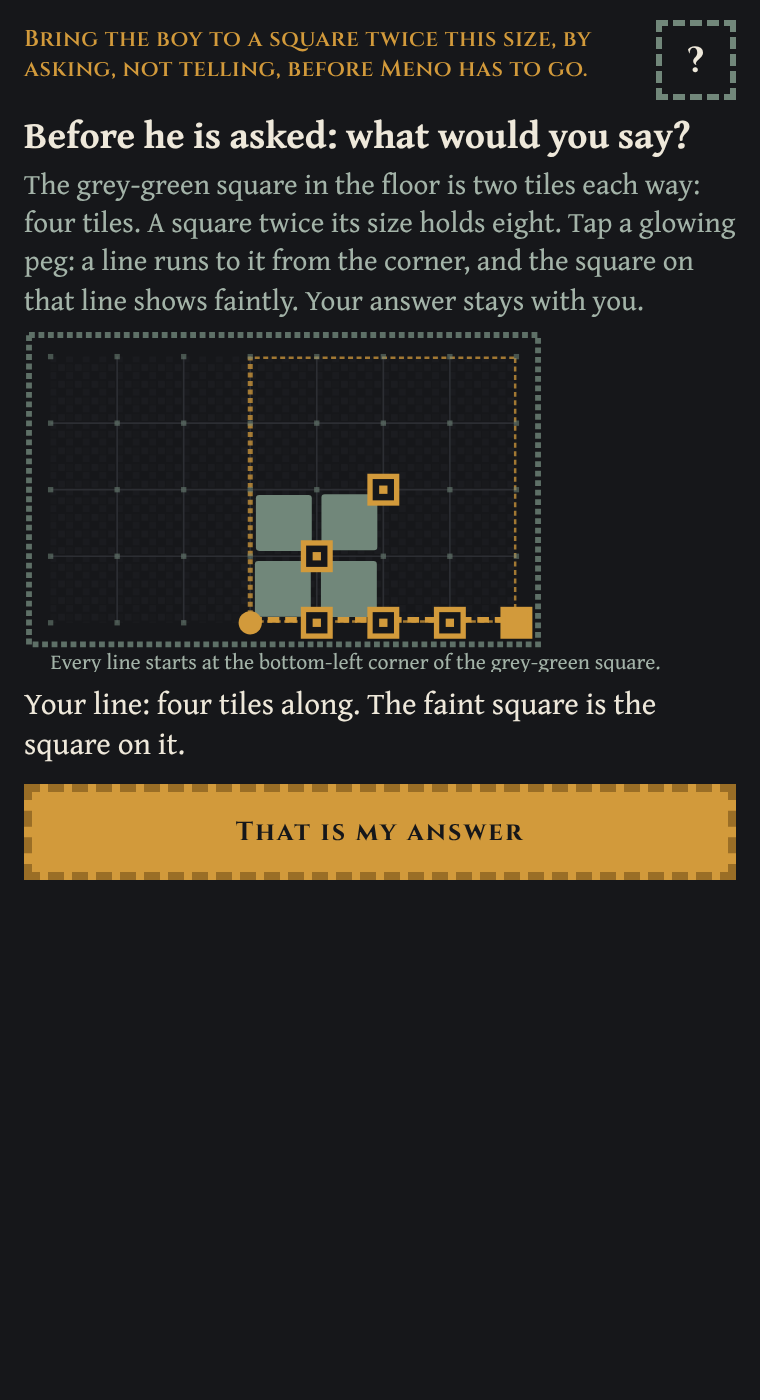 Bring the boy to a square twice this size, by
asking, not telling, before Meno has to go.
?
Before he is asked: what would you say?
The grey-green square in the floor is two tiles each way:
four tiles. A square twice its size holds eight. Tap a glowing
peg: a line runs to it from the corner, and the square on
that line shows faintly. Your answer stays with you.
Every line starts at the bottom-left corner of the grey-green square.
Your line: four tiles along. The faint square is the
square on it.
That is my answer